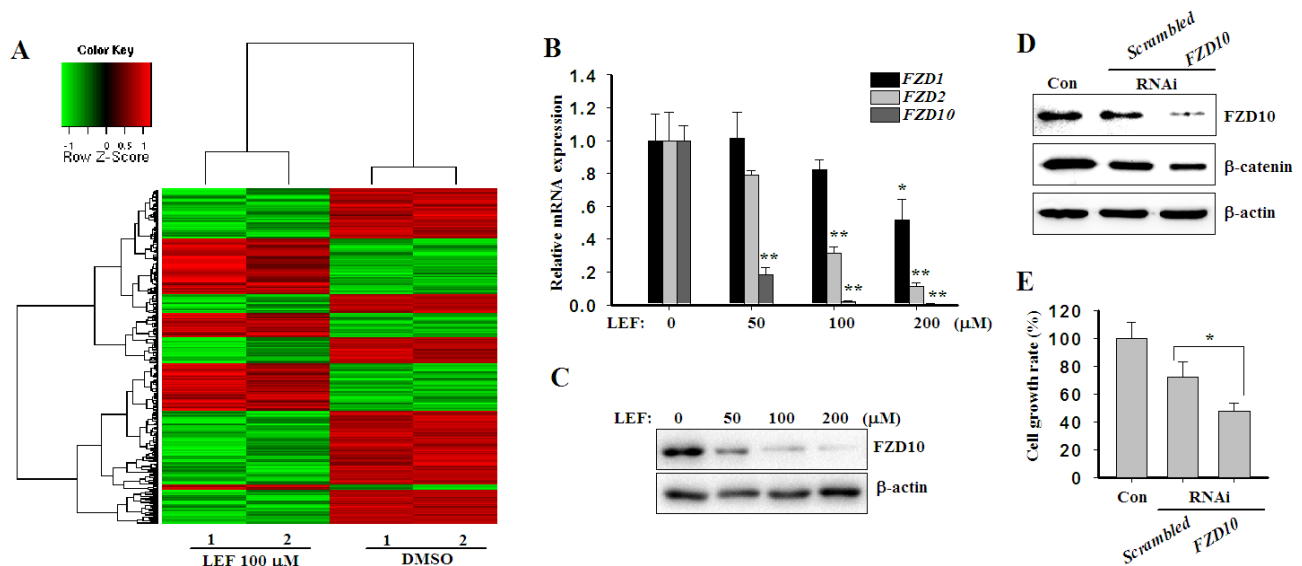 A
Color Key
-1 0 0.5 1
Row Z-Score
1 2 1 2
LEF 100 μM DMSO
B
Relative mRNA expression
1.4
1.2
1.0
.8
.6
.4
.2
0.0
FZD1
FZD2
FZD10
**
**
**
*
**
**
LEF: 0 50 100 200 (μM)
C
LEF: 0 50 100 200 (μM)
FZD10
β-actin
D
Scrambled
FZD10
Con RNAi
FZD10
β-catenin
β-actin
E
Cell growth rate (%)
120
100
80
60
40
20
0
*
Con RNAi
Scrambled
FZD10